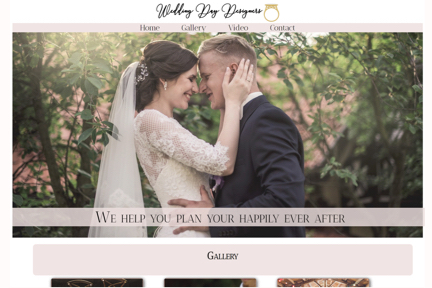 Wedding Day Designers
Home Gallery Video Contact
We help you plan your happily ever after
Gallery